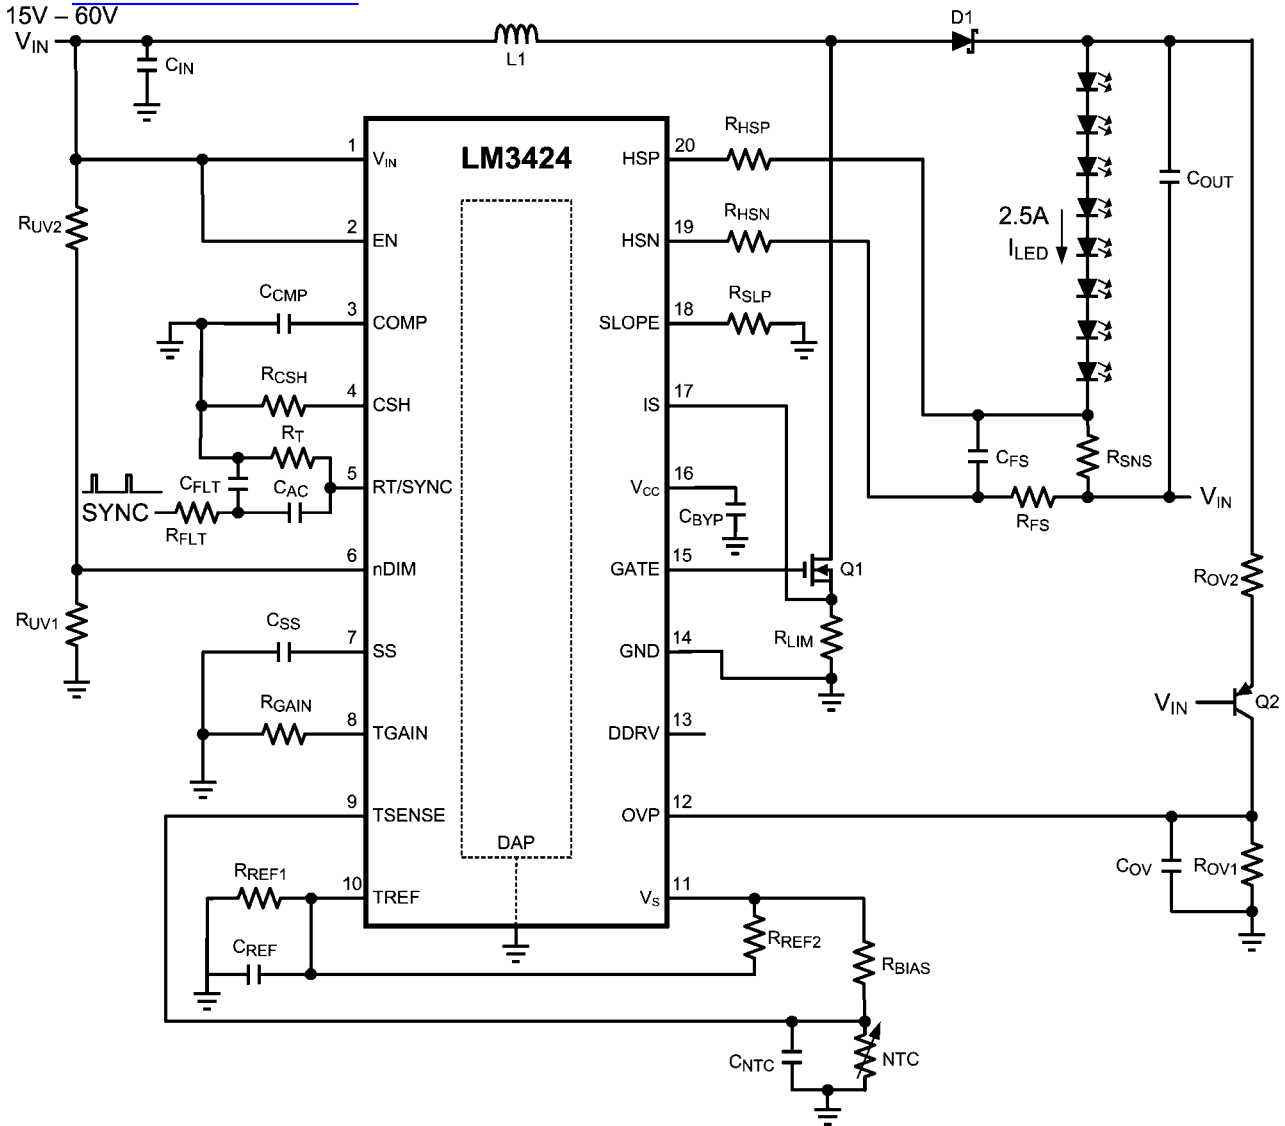 15V – 60V
VIN
CIN
L1
D1
LM3424
1
VIN
2
EN
3
COMP
4
CSH
5
RT/SYNC
6
nDIM
7
SS
8
TGAIN
9
TSENSE
10
TREF
DAP
20
HSP
19
HSN
18
SLOPE
17
IS
16
VCC
15
GATE
14
GND
13
DDRV
12
OVP
11
VS
RUV2
RUV1
CCMP
RCSH
RT
CFLT
CAC
SYNC
RFLT
CSS
RGAIN
RREF1
CREF
RHSP
RHSN
RSLP
CBYP
Q1
RLIM
2.5A
ILED
COUT
CFS
RSNS
RFS
VIN
ROV2
VIN
Q2
COV
ROV1
RREF2
RBIAS
CNTC
NTC